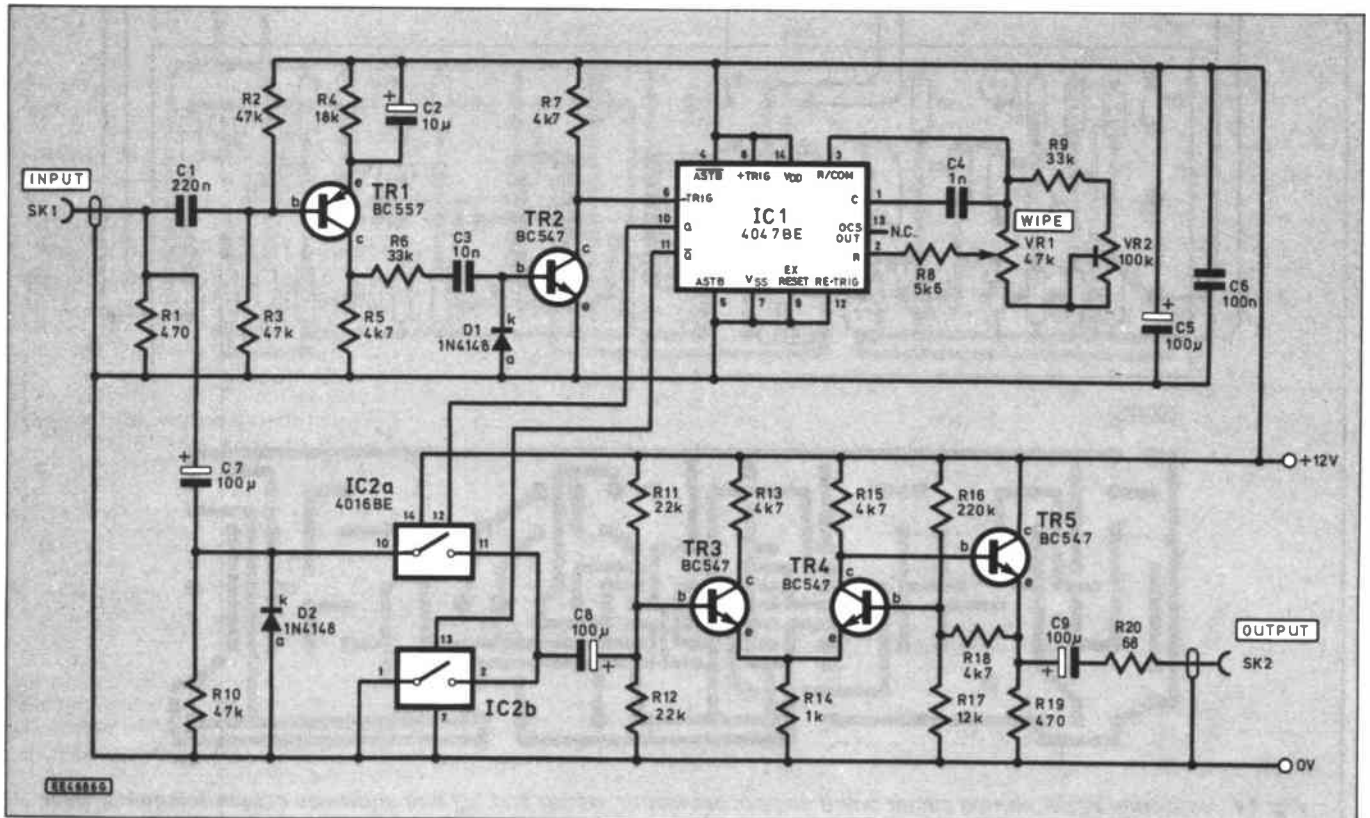 INPUT
SK1
C1
220n
R2
47k
R4
18k
C2
10µ
+
R7
4k7
b
e
c
TR1
BC557
R6
33k
C3
10n
TR2
BC547
b
c
e
R1
470
R3
47k
R5
4k7
D1
1N4148
k
a
4
8
14
3
ASTB
+TRIG
VDD
R/COM
6
-TRIG
10
Q
11
Q
IC1
4047BE
C
1
OCS
OUT
13
N.C.
R
2
ASTB
VSS
EX
RESET
RE-TRIG
5
7
9
12
C4
1n
R9
33k
WIPE
VR1
47k
VR2
100k
R8
5k6
C6
100n
+
C5
100µ
+
C7
100µ
IC2a
4016BE
14
12
10
11
D2
1N4148
k
a
R10
47k
13
1
2
7
IC2b
C8
100µ
+
R11
22k
R12
22k
R13
4k7
TR3
BC547
b
c
e
R14
1k
R15
4k7
TR4
BC547
c
b
e
R16
220k
R18
4k7
R17
12k
TR5
BC547
b
c
e
R19
470
C9
100µ
+
R20
68
OUTPUT
SK2
+12V
0V
EE4686G